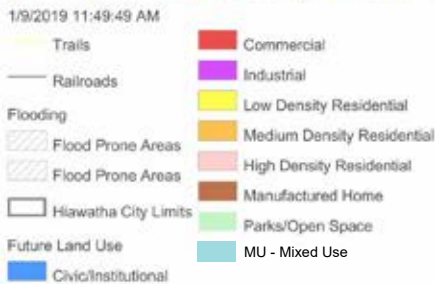 1/9/2019 11:49:49 AM
Trails
Railroads
Flooding
Flood Prone Areas
Flood Prone Areas
Hiawatha City Limits
Future Land Use
Civic/Institutional
Commercial
Industrial
Low Density Residential
Medium Density Residential
High Density Residential
Manufactured Home
Parks/Open Space
MU - Mixed Use